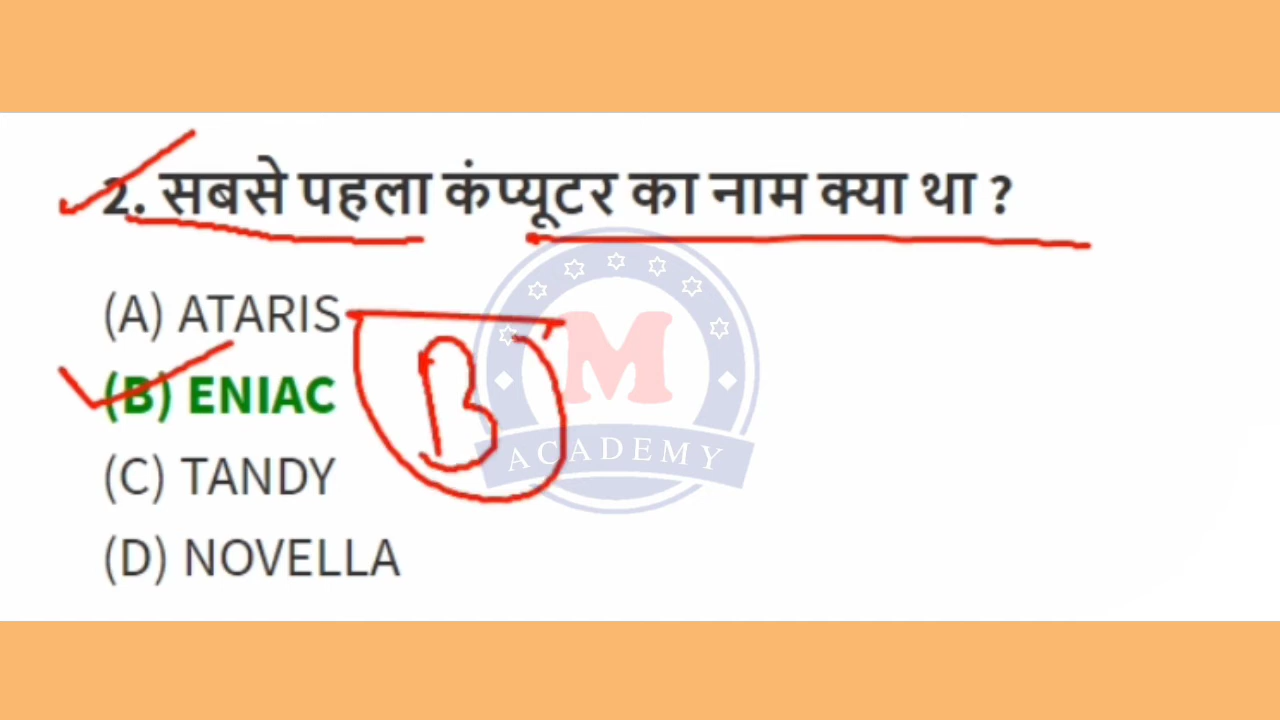 2. सबसे पहला कंप्यूटर का नाम क्या था ?
(A) ATARIS
(B) ENIAC
B
(C) TANDY
(D) NOVELLA
M
ACADEMY